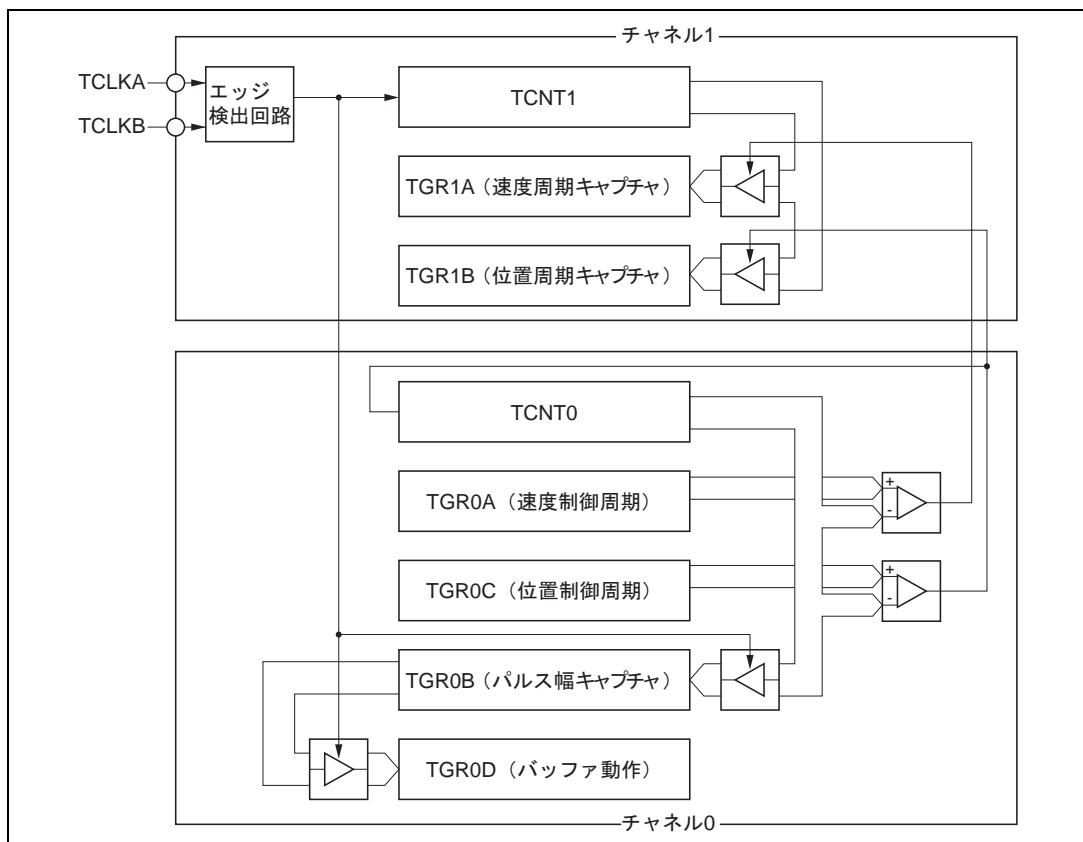 チャネル1
TCLKA
TCLKB
エッジ
検出回路
TCNT1
TGR1A（速度周期キャプチャ）
TGR1B（位置周期キャプチャ）
TCNT0
TGR0A（速度制御周期）
+
-
TGR0C（位置制御周期）
+
-
TGR0B（パルス幅キャプチャ）
TGR0D（バッファ動作）
チャネル0